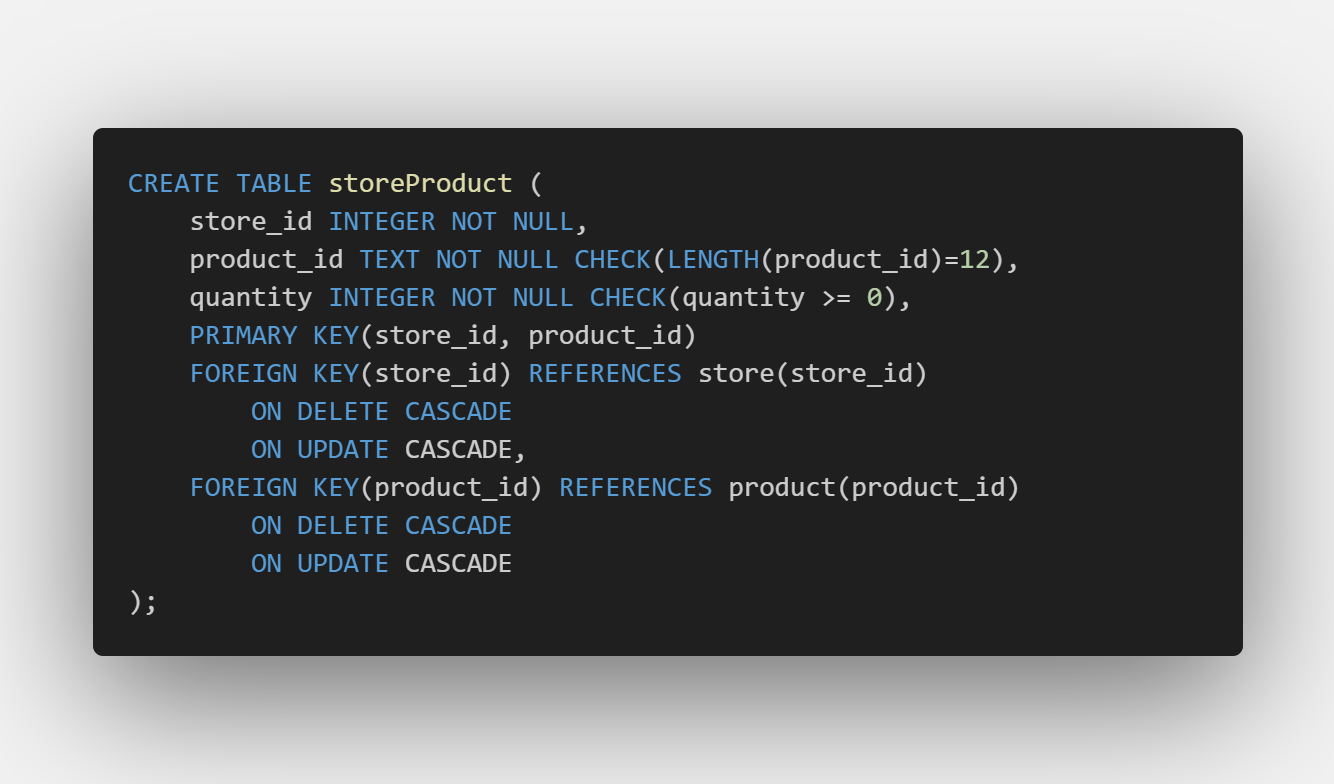 CREATE TABLE storeProduct (
    store_id INTEGER NOT NULL,
    product_id TEXT NOT NULL CHECK(LENGTH(product_id)=12),
    quantity INTEGER NOT NULL CHECK(quantity >= 0),
    PRIMARY KEY(store_id, product_id)
    FOREIGN KEY(store_id) REFERENCES store(store_id)
        ON DELETE CASCADE
        ON UPDATE CASCADE,
    FOREIGN KEY(product_id) REFERENCES product(product_id)
        ON DELETE CASCADE
        ON UPDATE CASCADE
);